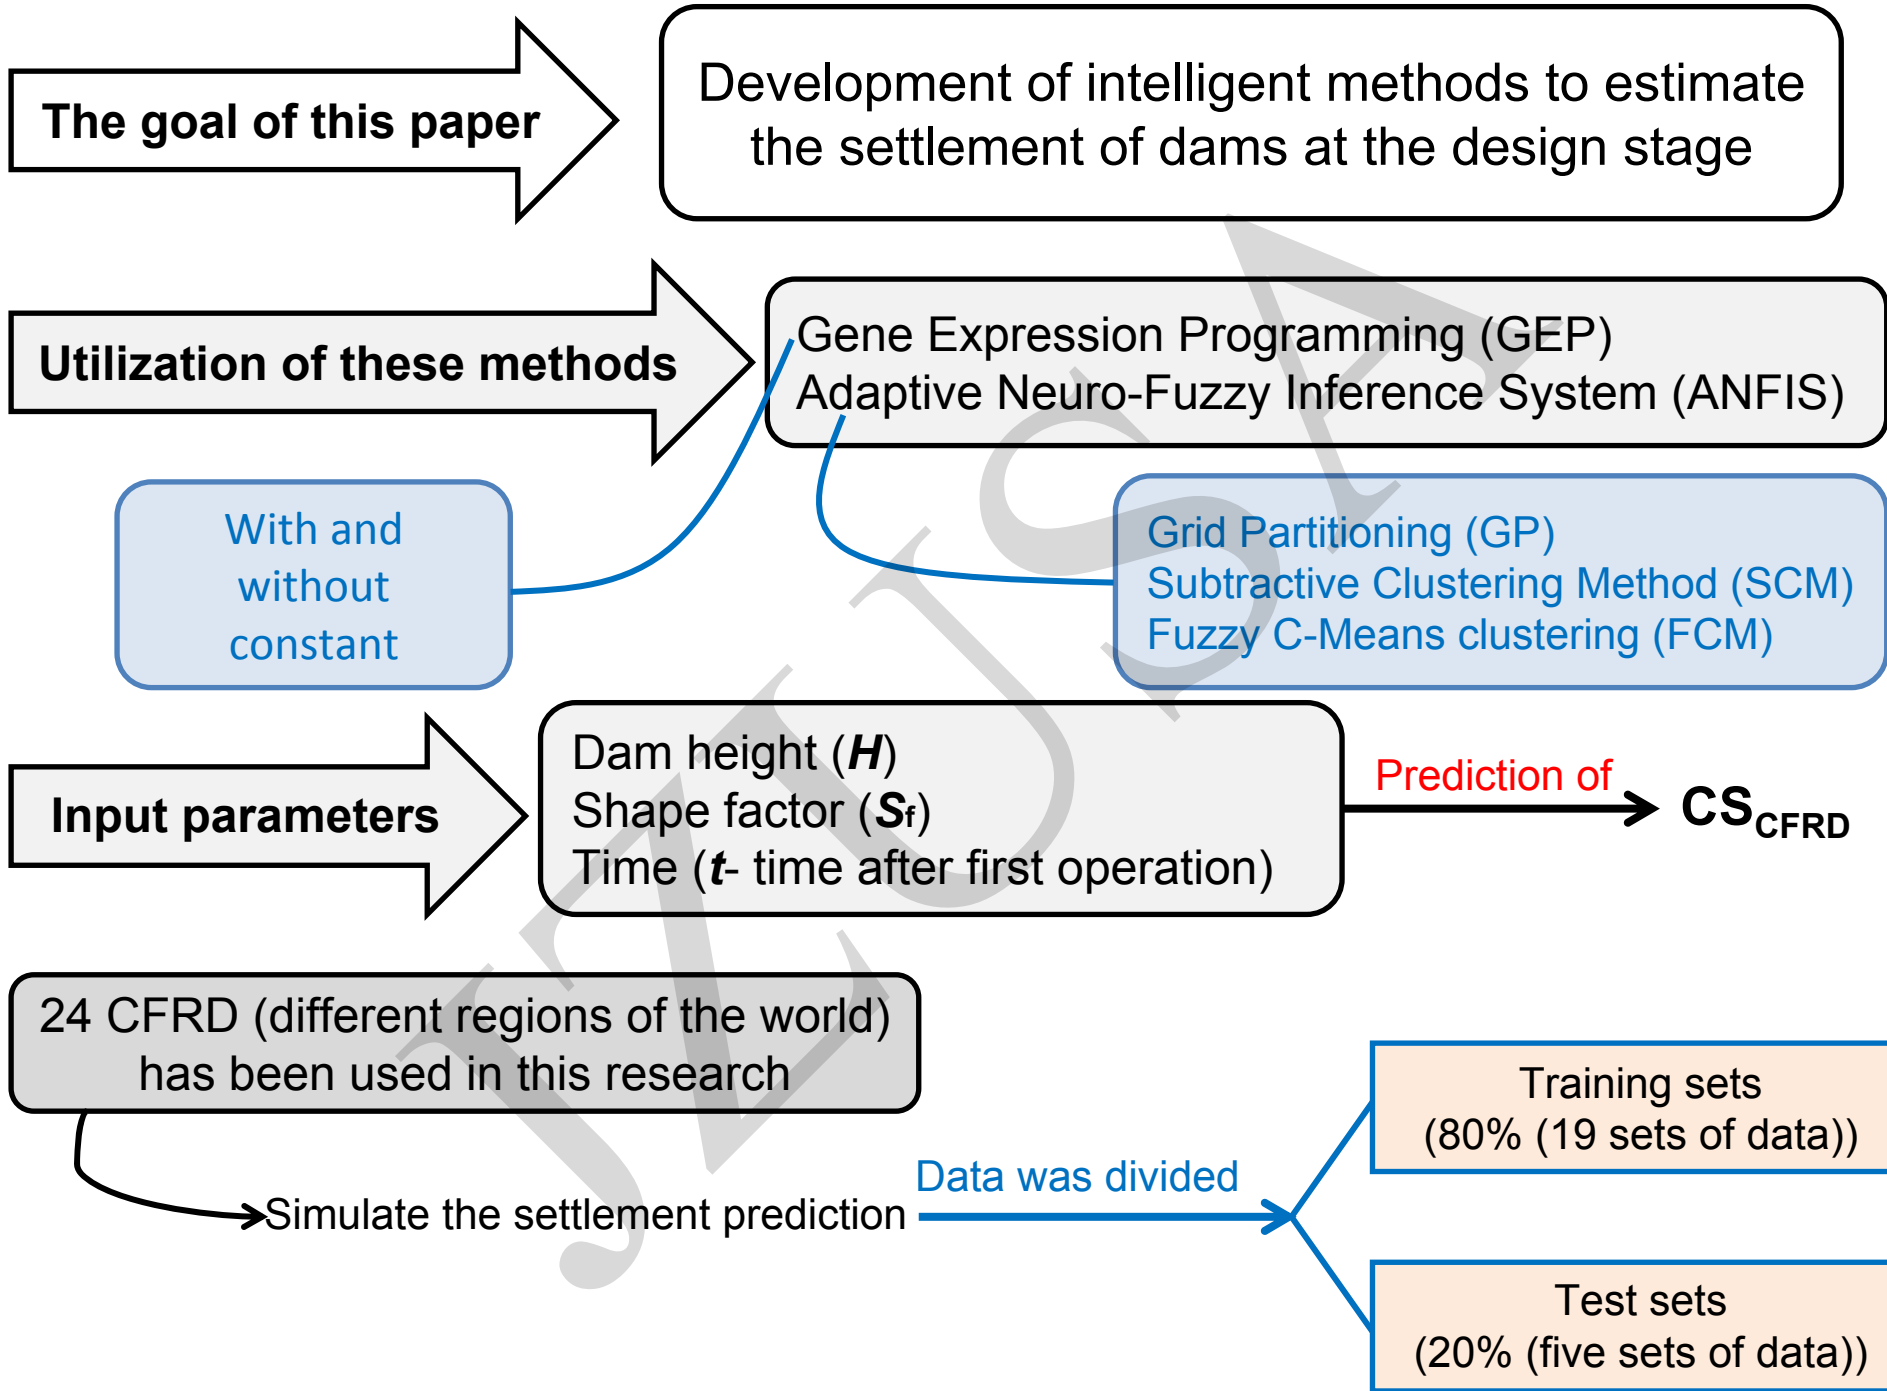 The goal of this paper
Development of intelligent methods to estimate
the settlement of dams at the design stage
Utilization of these methods
Gene Expression Programming (GEP)
Adaptive Neuro-Fuzzy Inference System (ANFIS)
With and
without
constant
Grid Partitioning (GP)
Subtractive Clustering Method (SCM)
Fuzzy C-Means clustering (FCM)
Input parameters
Dam height (H)
Shape factor (Sf)
Time (t- time after first operation)
Prediction of
CSCFRD
24 CFRD (different regions of the world)
has been used in this research
Simulate the settlement prediction
Data was divided
Training sets
(80% (19 sets of data))
Test sets
(20% (five sets of data))
JZUSA